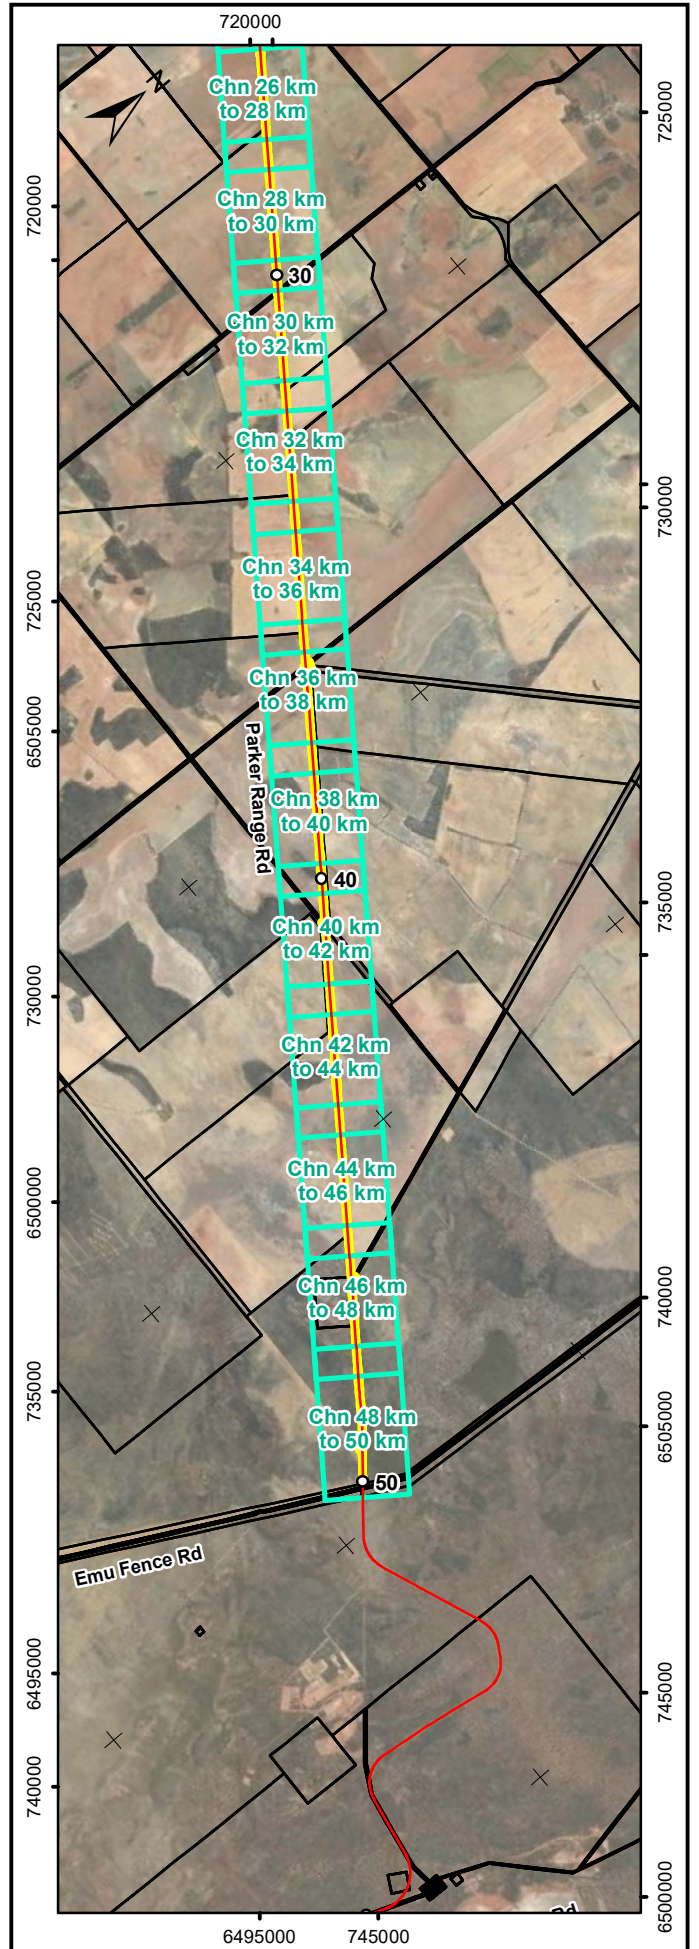 720000
Z
725000
720000
Chn 26 km
to 28 km
Chn 28 km
to 30 km
30
Chn 30 km
to 32 km
Chn 32 km
to 34 km
730000
Chn 34 km
to 36 km
725000
Chn 36 km
to 38 km
6505000
Parker Range Rd
Chn 38 km
to 40 km
40
735000
Chn 40 km
to 42 km
730000
Chn 42 km
to 44 km
Chn 44 km
to 46 km
6500000
Chn 46 km
to 48 km
740000
735000
Chn 48 km
to 50 km
6505000
50
Emu Fence Rd
6495000
745000
740000
6500000
Rd
6495000
745000